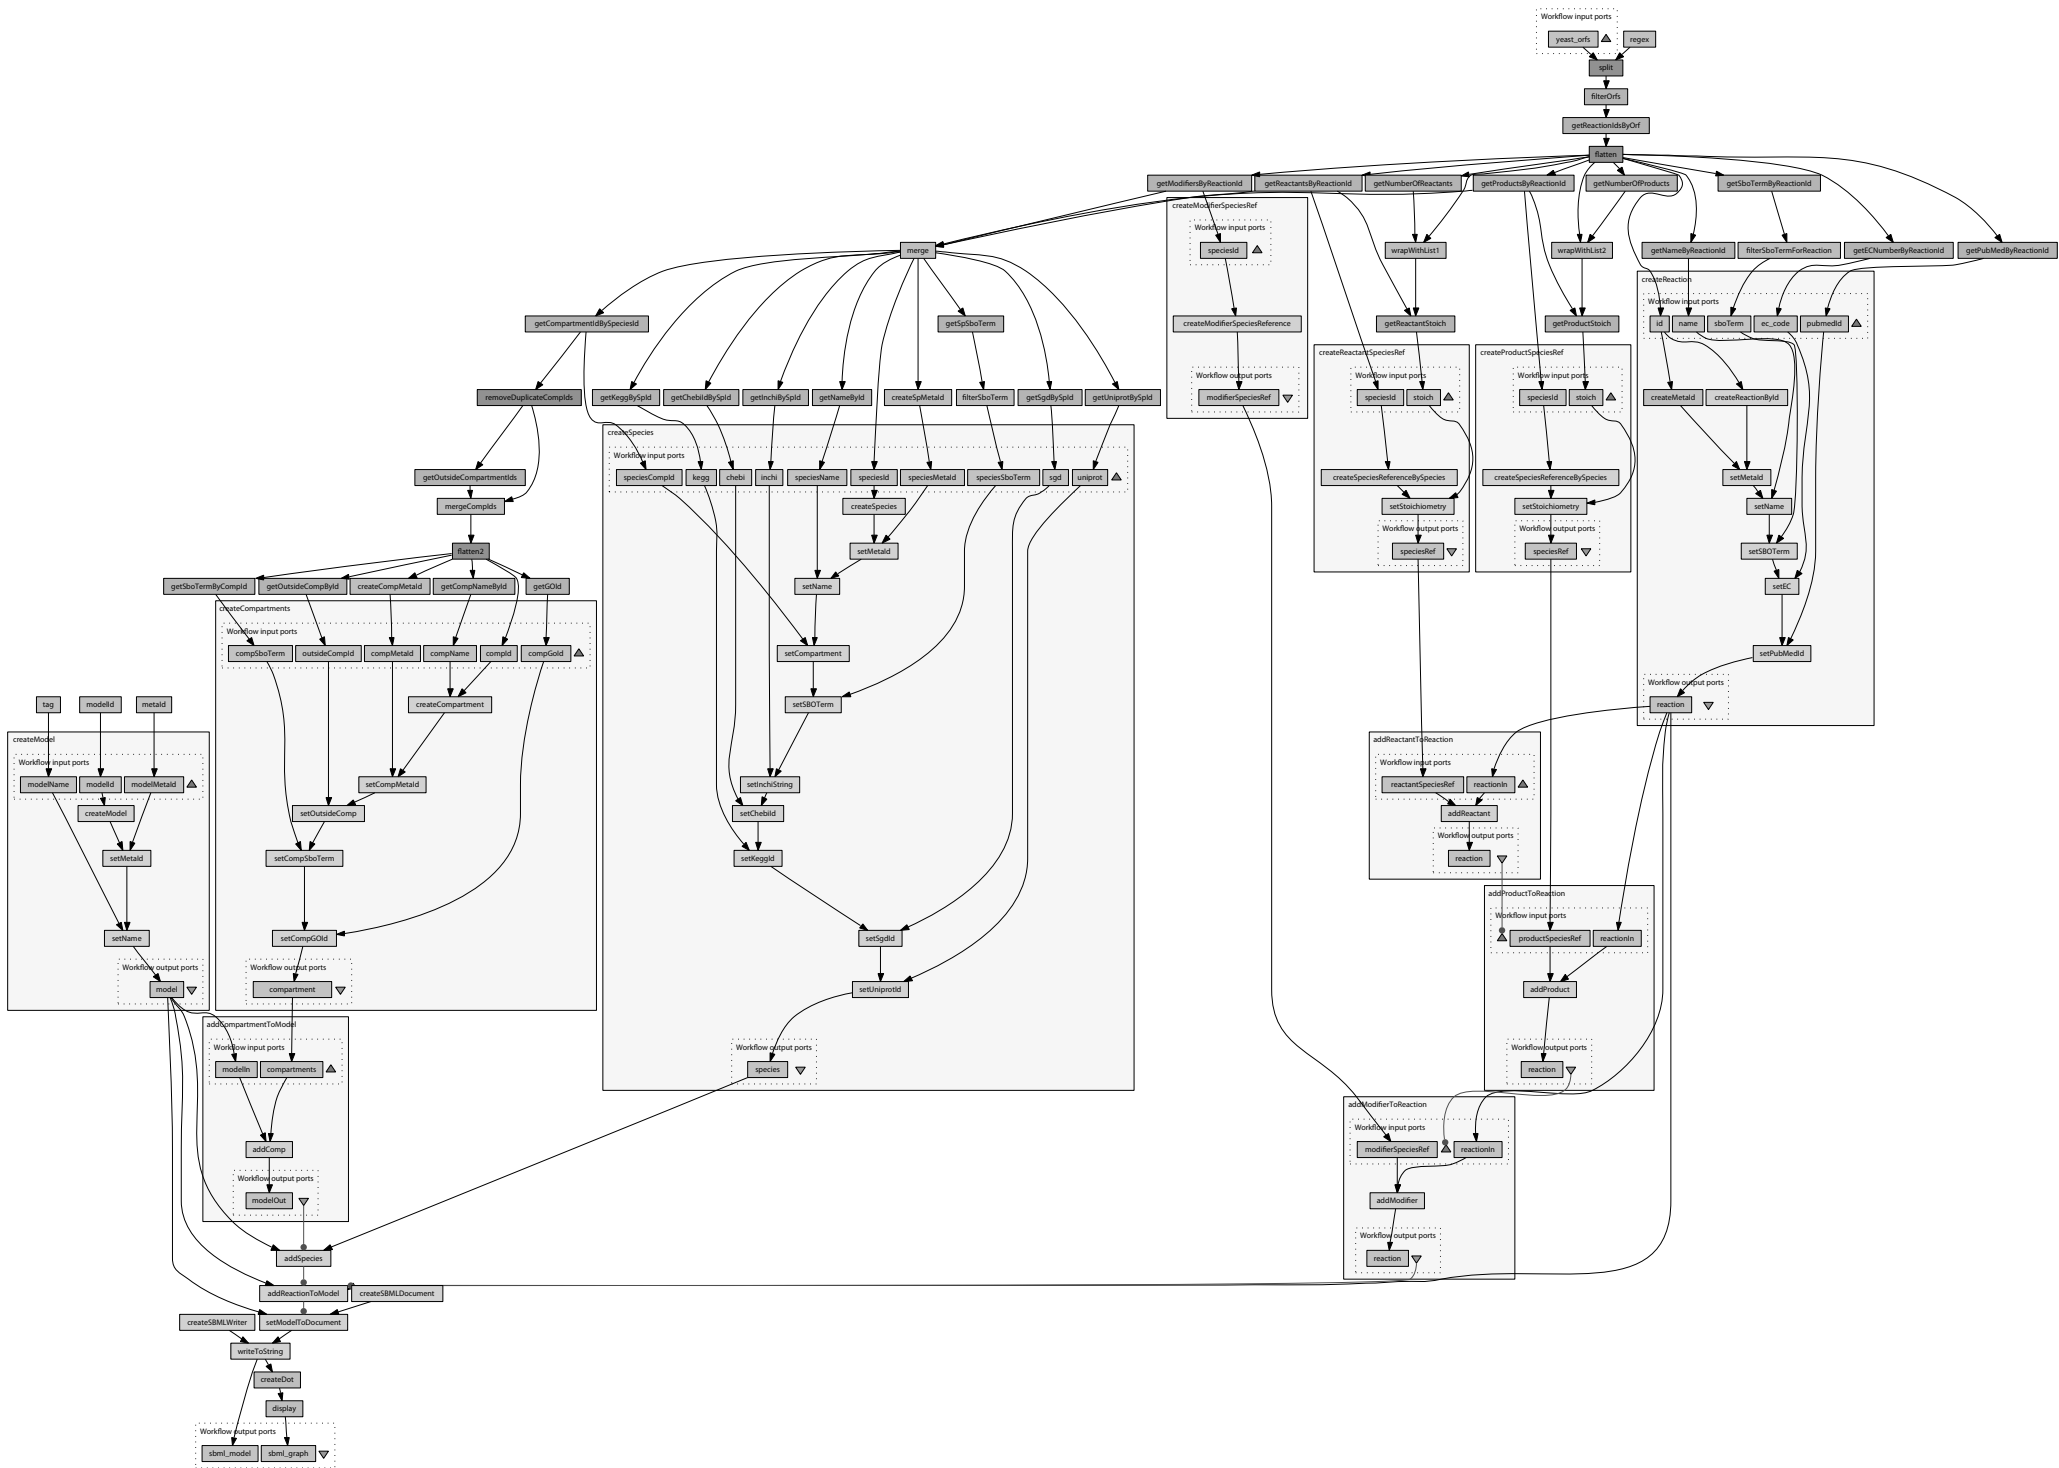 Workflow input ports
yeast_orfs
regex
split
filterOrfs
getReactionIdsByOrf
flatten
getModifiersByReactionId
getReactantsByReactionId
getNumberOfReactants
getProductsByReactionId
getNumberOfProducts
getSboTermByReactionId
createModifierSpeciesRef
Workflow input ports
speciesId
merge
wrapWithList1
wrapWithList2
getNameByReactionId
filterSboTermForReaction
getECNumberByReactionId
getPubMedByReactionId
createReaction
Workflow input ports
id
name
sboTerm
ec_code
pubmedId
getCompartmentIdBySpeciesId
getSpSboTerm
createModifierSpeciesReference
getReactantStoich
getProductStoich
createReactantSpeciesRef
Workflow input ports
speciesId
stoich
createProductSpeciesRef
Workflow input ports
speciesId
stoich
Workflow output ports
modifierSpeciesRef
removeDuplicateCompIds
getKeggBySpId
getChebiIdBySpId
getInchiBySpId
getNameById
createSpMetaId
filterSboTerm
getSgdBySpId
getUniprotBySpId
createMetaId
createReactionById
createSpecies
Workflow input ports
speciesCompId
kegg
chebi
inchi
speciesName
speciesId
speciesMetaId
speciesSboTerm
sgd
uniprot
getOutsideCompartmentIds
mergeCompIds
createSpecies
createSpeciesReferenceBySpecies
setStoichiometry
Workflow output ports
speciesRef
createSpeciesReferenceBySpecies
setStoichiometry
Workflow output ports
speciesRef
setMetaId
setName
setSBOTerm
setEC
setPubMedId
Workflow output ports
reaction
flatten2
setMetaId
setName
setCompartment
setSBOTerm
setInchiString
setChebiId
setKeggId
setSgdId
setUniprotId
Workflow output ports
species
getSboTermByCompId
getOutsideCompById
createCompMetaId
getCompNameById
getGOId
createCompartments
Workflow input ports
compSboTerm
outsideCompId
compMetaId
compName
compId
compGoId
createCompartment
setCompMetaId
setOutsideComp
setCompSboTerm
setCompGOId
Workflow output ports
compartment
tag
modelId
metaId
createModel
Workflow input ports
modelName
modelId
modelMetaId
createModel
setMetaId
setName
Workflow output ports
model
addReactantToReaction
Workflow input ports
reactantSpeciesRef
reactionIn
addReactant
Workflow output ports
reaction
addProductToReaction
Workflow input ports
productSpeciesRef
reactionIn
addProduct
Workflow output ports
reaction
addCompartmentToModel
Workflow input ports
modelIn
compartments
addComp
Workflow output ports
modelOut
addModifierToReaction
Workflow input ports
modifierSpeciesRef
reactionIn
addModifier
Workflow output ports
reaction
addSpecies
addReactionToModel
createSBMLDocument
createSBMLWriter
setModelToDocument
writeToString
createDot
display
Workflow output ports
sbml_model
sbml_graph